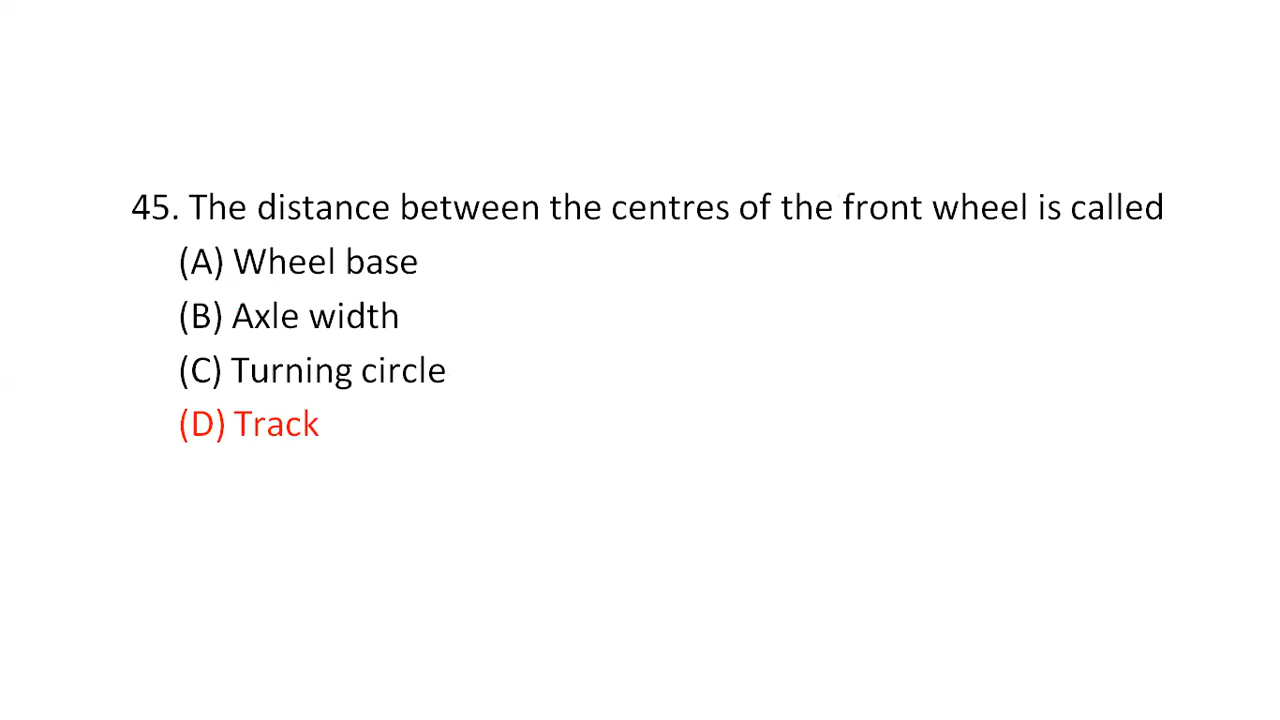 45. The distance between the centres of the front wheel is called
(A) Wheel base
(B) Axle width
(C) Turning circle
(D) Track